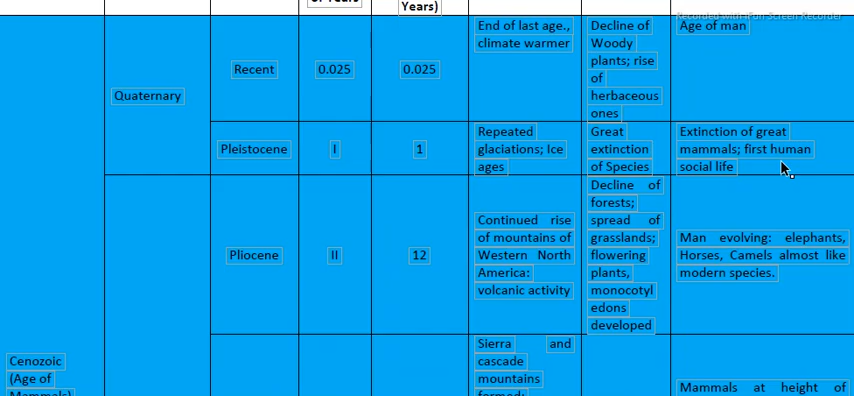 Years)
Recorded with iFun Screen Recorder
Quaternary
Recent
0.025
0.025
End of last age.,
climate warmer
Decline of
Woody
plants; rise
of
herbaceous
ones
Age of man
Pleistocene
I
1
Repeated
glaciations; Ice
ages
Great
extinction
of Species
Extinction of great
mammals; first human
social life
Pliocene
II
12
Continued rise
of mountains of
Western North
America:
volcanic activity
Decline of
forests;
spread of
grasslands;
flowering
plants,
monocotyl
edons
developed
Man evolving: elephants,
Horses, Camels almost like
modern species.
Cenozoic
(Age of
Mammals)
Sierra and
cascade
mountains
formed;
Mammals at height of